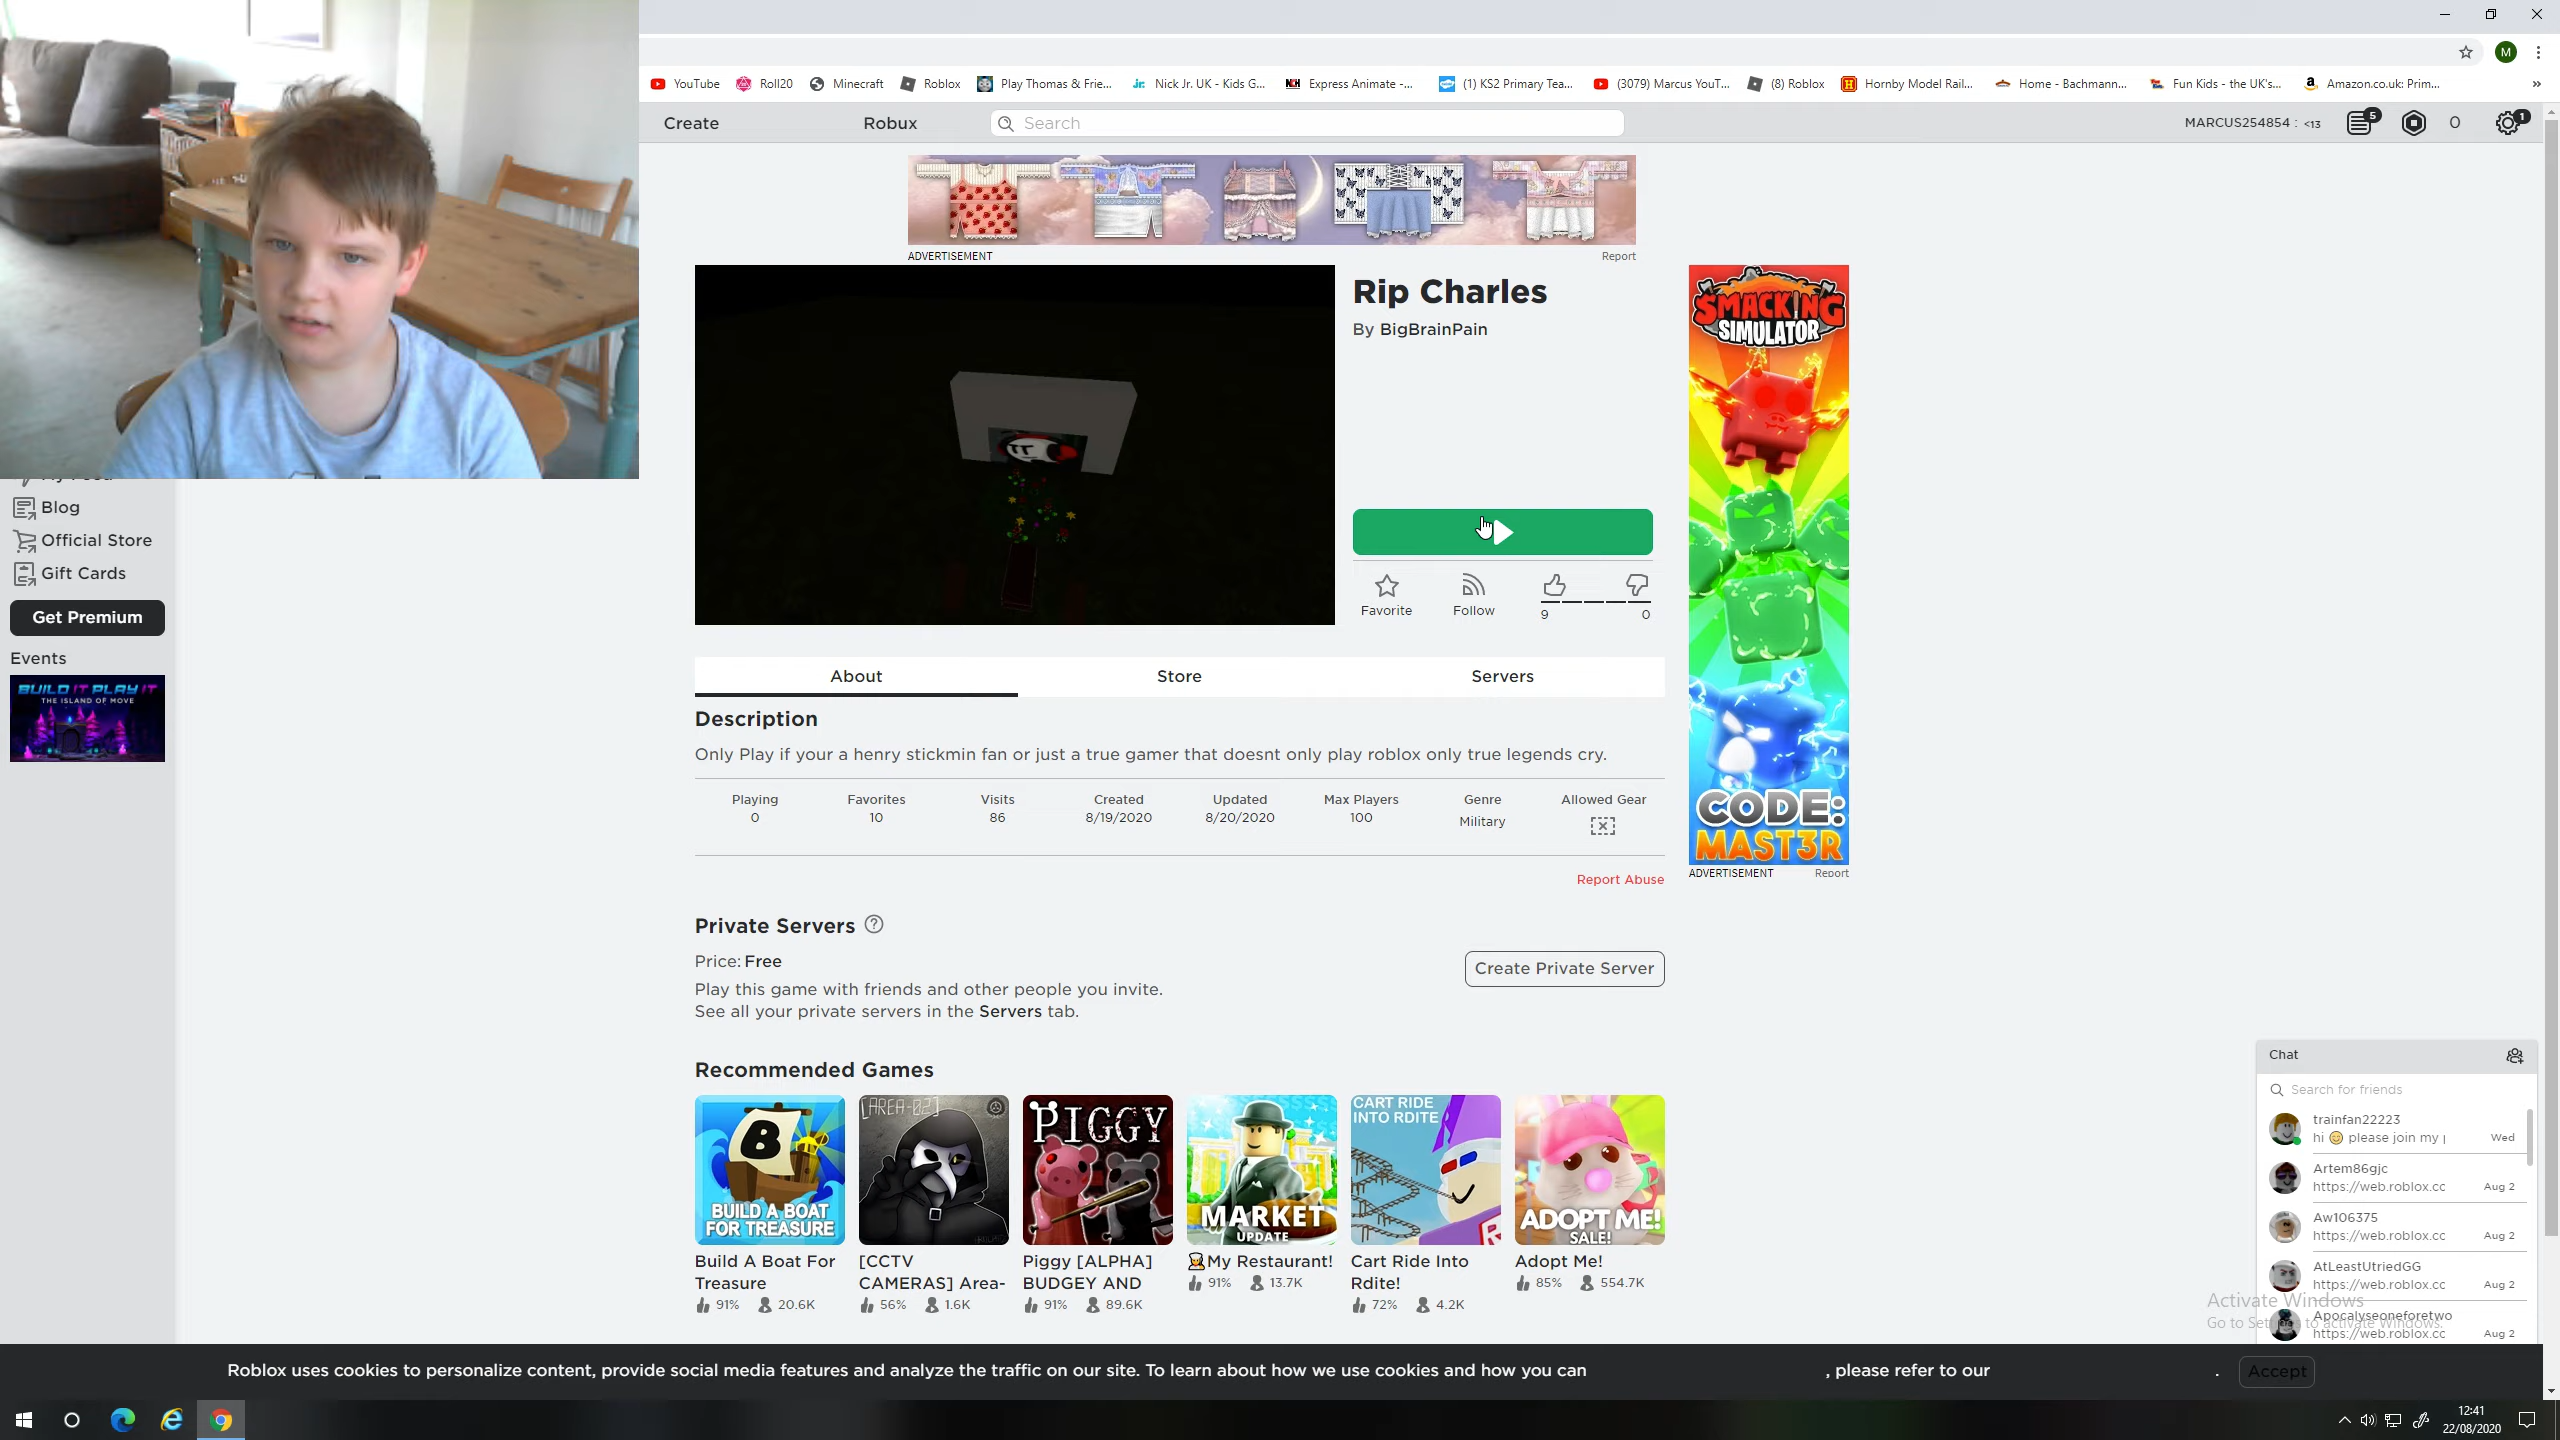 YouTube
Roll20
Minecraft
Roblox
Play Thomas & Frie...
Nick Jr. UK - Kids G...
Express Animate -...
(1) KS2 Primary Tea...
(3079) Marcus YouT...
(8) Roblox
Hornby Model Rail...
Home - Bachmann...
Fun Kids - the UK's...
Amazon.co.uk: Prim...
M
Create
Robux
Search
MARCUS254854 : <13
5
0
1
ADVERTISEMENT
Report
Rip Charles
By BigBrainPain
Favorite
Follow
9
0
SMACKING
SIMULATOR
CODE:
MAST3R
ADVERTISEMENT
Report
Blog
Official Store
Gift Cards
Get Premium
Events
BUILD IT PLAY IT
THE ISLAND OF MOVE
About
Store
Servers
Description
Only Play if your a henry stickmin fan or just a true gamer that doesnt only play roblox only true legends cry.
Playing
0
Favorites
10
Visits
86
Created
8/19/2020
Updated
8/20/2020
Max Players
100
Genre
Military
Allowed Gear
Report Abuse
Private Servers
Price: Free
Create Private Server
Play this game with friends and other people you invite.
See all your private servers in the Servers tab.
Recommended Games
B
BUILD A BOAT
FOR TREASURE
Build A Boat For
Treasure
91% 20.6K
[AREA-02]
[CCTV
CAMERAS] Area-
56% 1.6K
PIGGY
Piggy [ALPHA]
BUDGEY AND
91% 89.6K
MARKET
UPDATE
My Restaurant!
91% 13.7K
CART RIDE
INTO RDITE
Cart Ride Into
Rdite!
72% 4.2K
ADOPT ME!
SALE!
Adopt Me!
85% 554.7K
Chat
Search for friends
trainfan22223
hi please join my
Wed
Artem86gjc
https://web.roblox.cc
Aug 2
Aw106375
https://web.roblox.cc
Aug 2
AtLeastUtriedGG
https://web.roblox.cc
Aug 2
Apocalyseoneforetwo
https://web.roblox.cc
Aug 2
Activate Windows
Go to to activate Windows.
Roblox uses cookies to personalize content, provide social media features and analyze the traffic on our site. To learn about how we use cookies and how you can , please refer to our .
Accept
12:41
22/08/2020